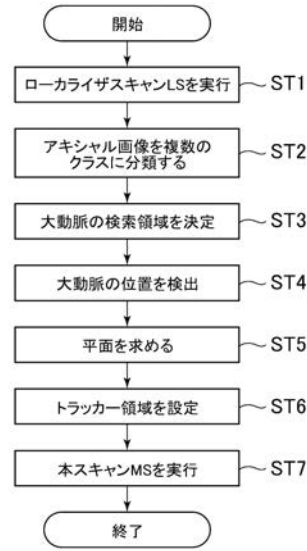 開始
ローカライザスキャンLSを実行 ST1
アキシャル画像を複数の
クラスに分類する ST2
大動脈の検索領域を決定 ST3
大動脈の位置を検出 ST4
平面を求める ST5
トラッカー領域を設定 ST6
本スキャンMSを実行 ST7
終了